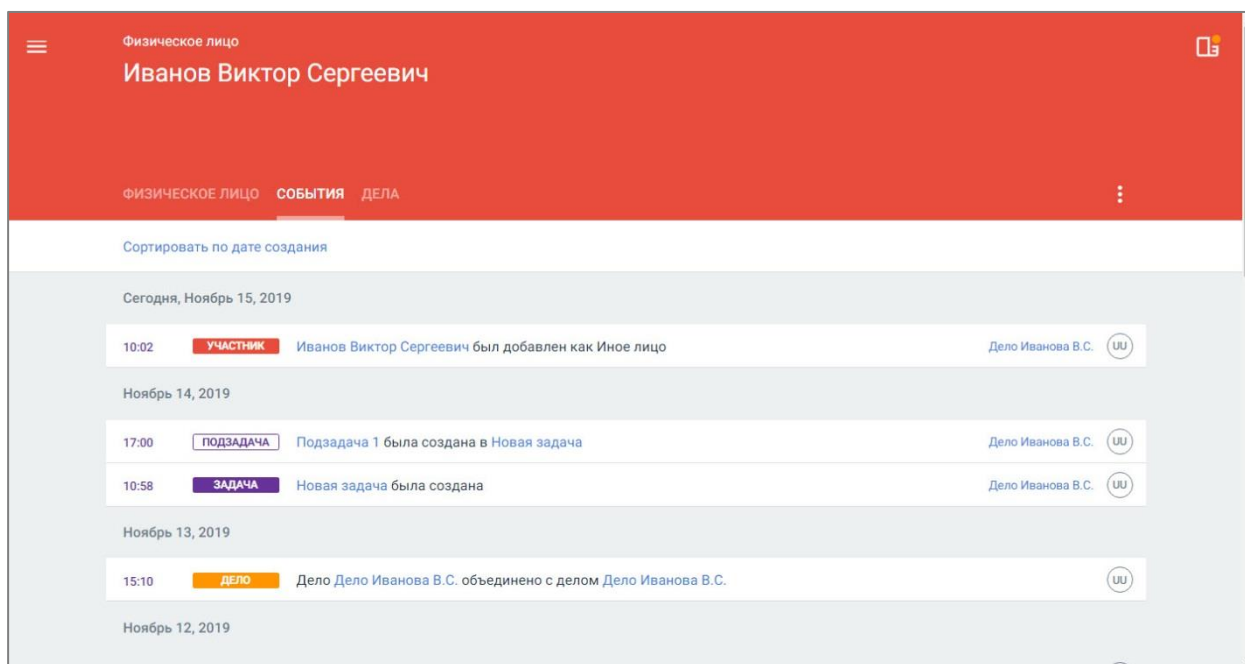 Физическое лицо
Иванов Виктор Сергеевич
ФИЗИЧЕСКОЕ ЛИЦО СОБЫТИЯ ДЕЛА
Сортировать по дате создания
Сегодня, Ноябрь 15, 2019
10:02 УЧАСТНИК Иванов Виктор Сергеевич был добавлен как Иное лицо Дело Иванова В.С. UU
Ноябрь 14, 2019
17:00 ПОДЗАДАЧА Подзадача 1 была создана в Новая задача Дело Иванова В.С. UU
10:58 ЗАДАЧА Новая задача была создана Дело Иванова В.С. UU
Ноябрь 13, 2019
15:10 ДЕЛО Дело Дело Иванова В.С. объединено с делом Дело Иванова В.С. UU
Ноябрь 12, 2019